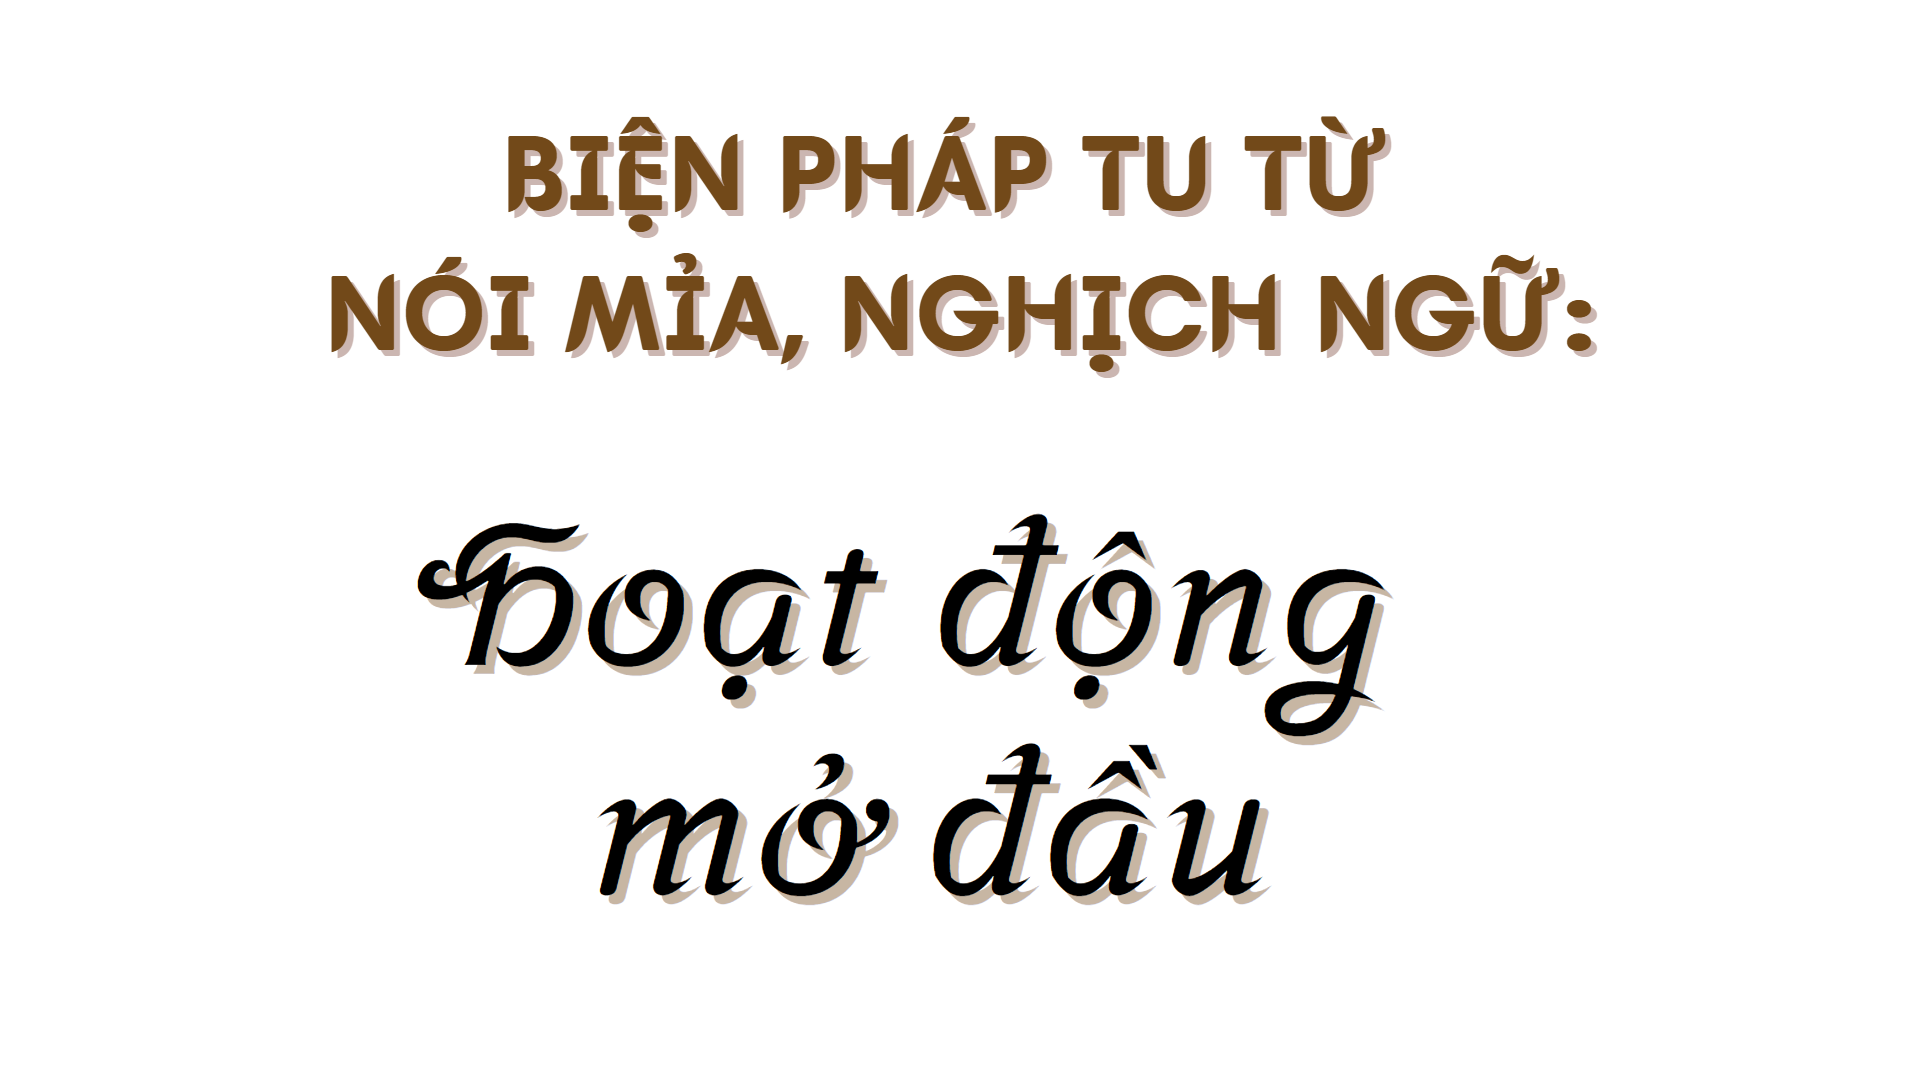 BIỆN PHÁP TU TỪ
NÓI MỈA, NGHỊCH NGỮ:
Hoạt động
mở đầu